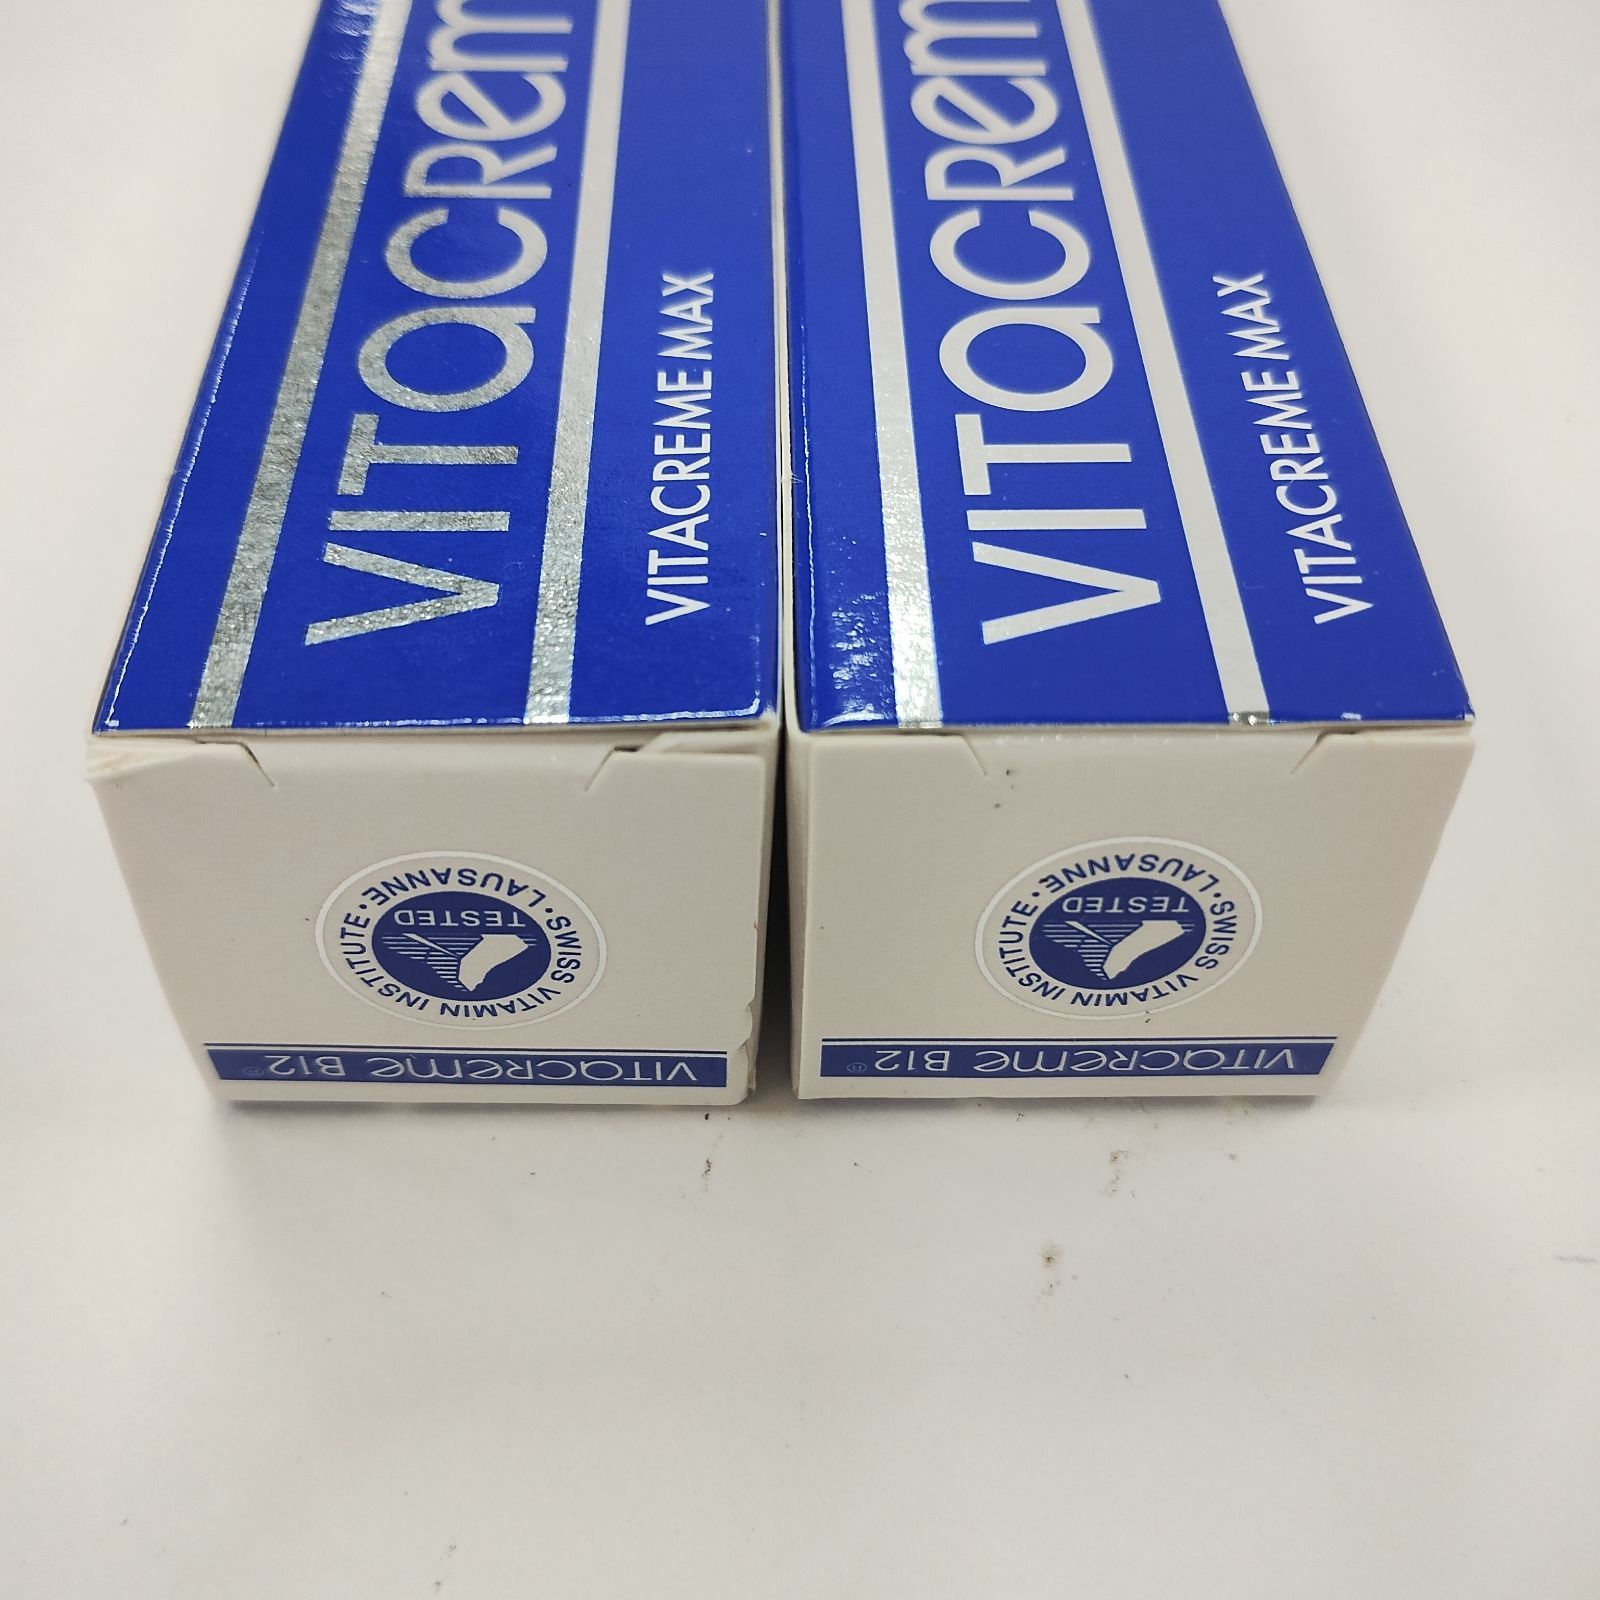 VITACREM
VITACREME MAX
VITACREM
VITACREME MAX
SWISS VITAMIN INSTITUTE · LAUSANNE ·
TESTED
VITACREME B12®
SWISS VITAMIN INSTITUTE · LAUSANNE ·
TESTED
VITACREME B12®